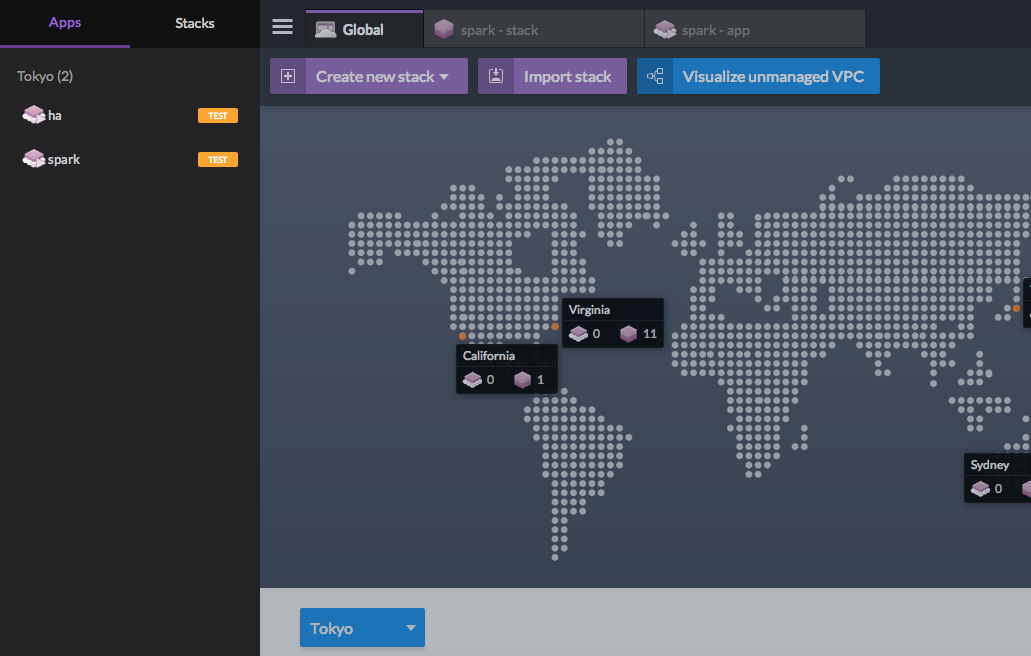 Apps
Stacks
Tokyo (2)
ha
TEST
spark
TEST
Global
spark - stack
spark - app
Create new stack
Import stack
Visualize unmanaged VPC
Virginia
0 11
California
0 1
Sydney
0
Tokyo